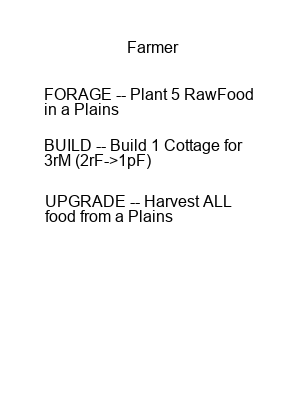 Farmer
FORAGE -- Plant 5 RawFood
in a Plains
BUILD -- Build 1 Cottage for
3rM (2rF->1pF)
UPGRADE -- Harvest ALL
food from a Plains